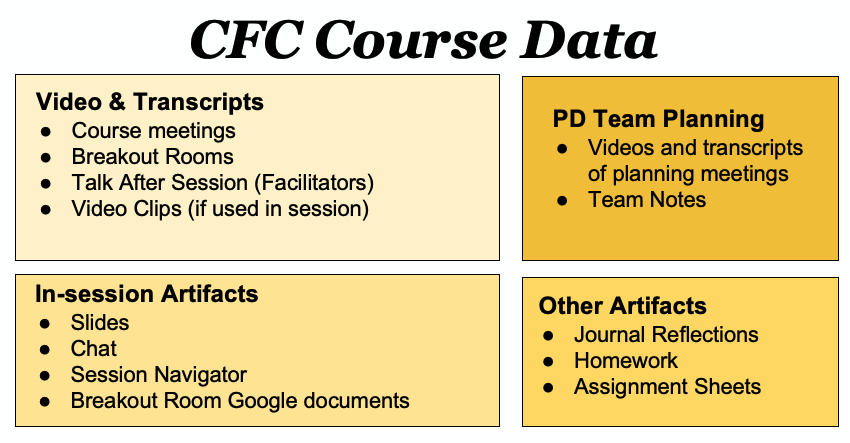 CFC Course Data
Video & Transcripts
● Course meetings
● Breakout Rooms
● Talk After Session (Facilitators)
● Video Clips (if used in session)
PD Team Planning
● Videos and transcripts
of planning meetings
● Team Notes
In-session Artifacts
● Slides
● Chat
● Session Navigator
● Breakout Room Google documents
Other Artifacts
● Journal Reflections
● Homework
● Assignment Sheets